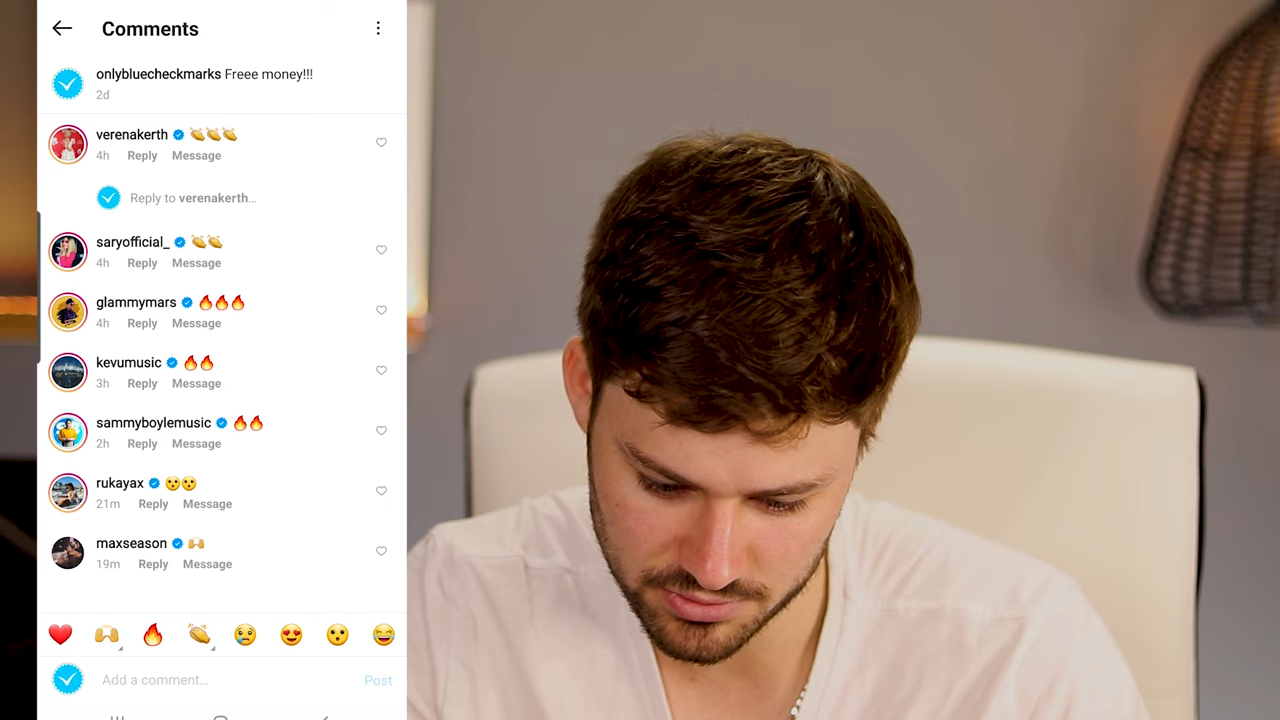 Comments
onlybluecheckmarks Freee money!!!
2d
verenakerth 👏👏👏
4h Reply Message
Reply to verenakerth...
saryofficial_ 👏👏
4h Reply Message
glammymars 🔥🔥🔥
4h Reply Message
kevumusic 🔥🔥
3h Reply Message
sammyboylemusic 🔥🔥
2h Reply Message
rukayax 😯😯
21m Reply Message
maxseason 🙌
19m Reply Message
Add a comment... Post